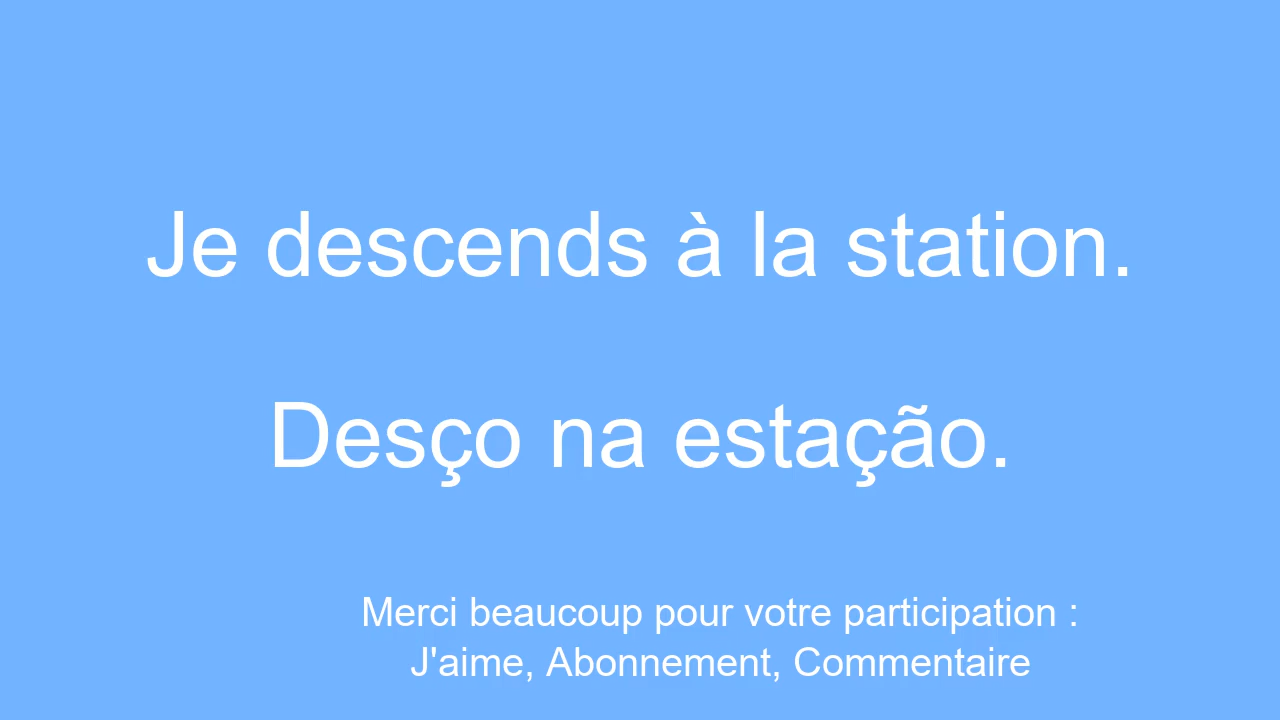 Je descends à la station.
Desço na estação.
Merci beaucoup pour votre participation :
J'aime, Abonnement, Commentaire